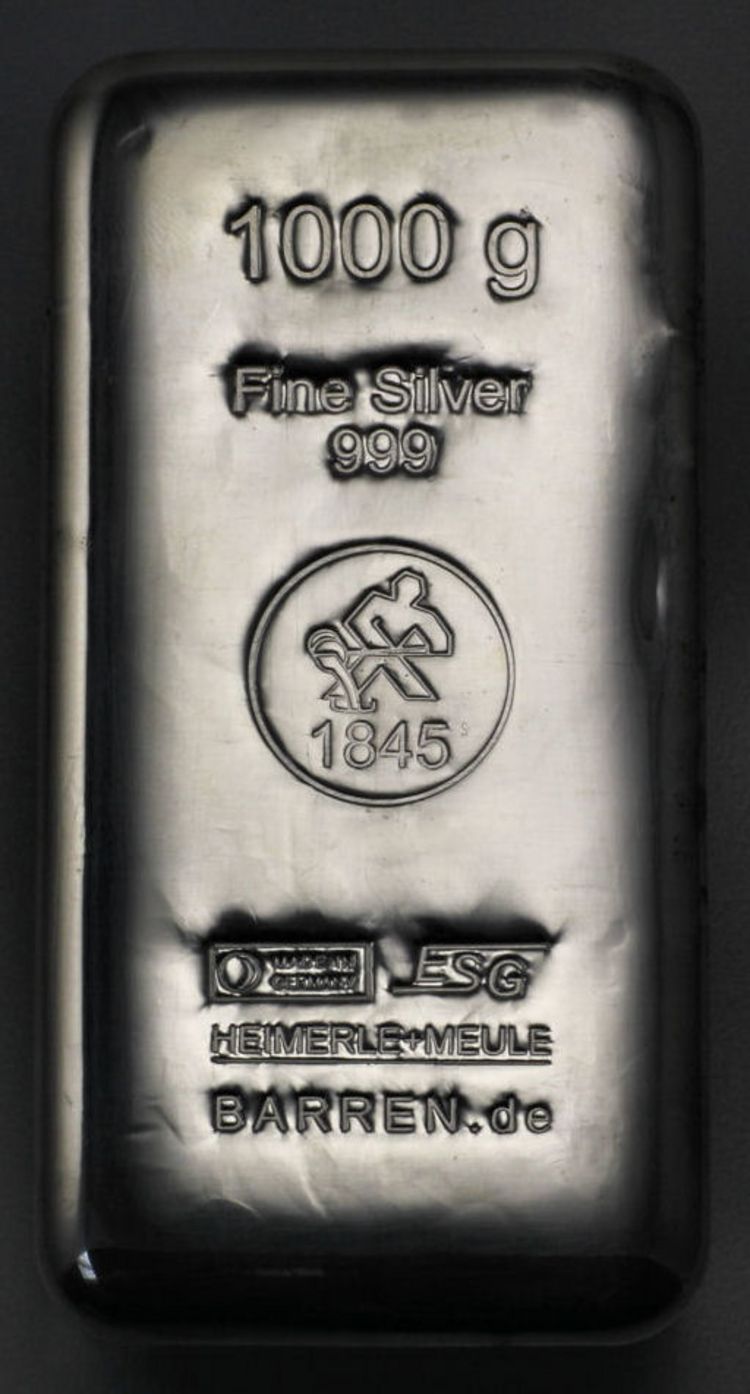 1000 g
Fine Silver
999
1845
MADE IN
GERMANY
ESG
HEIMERLE+MEULE
BARREN.de